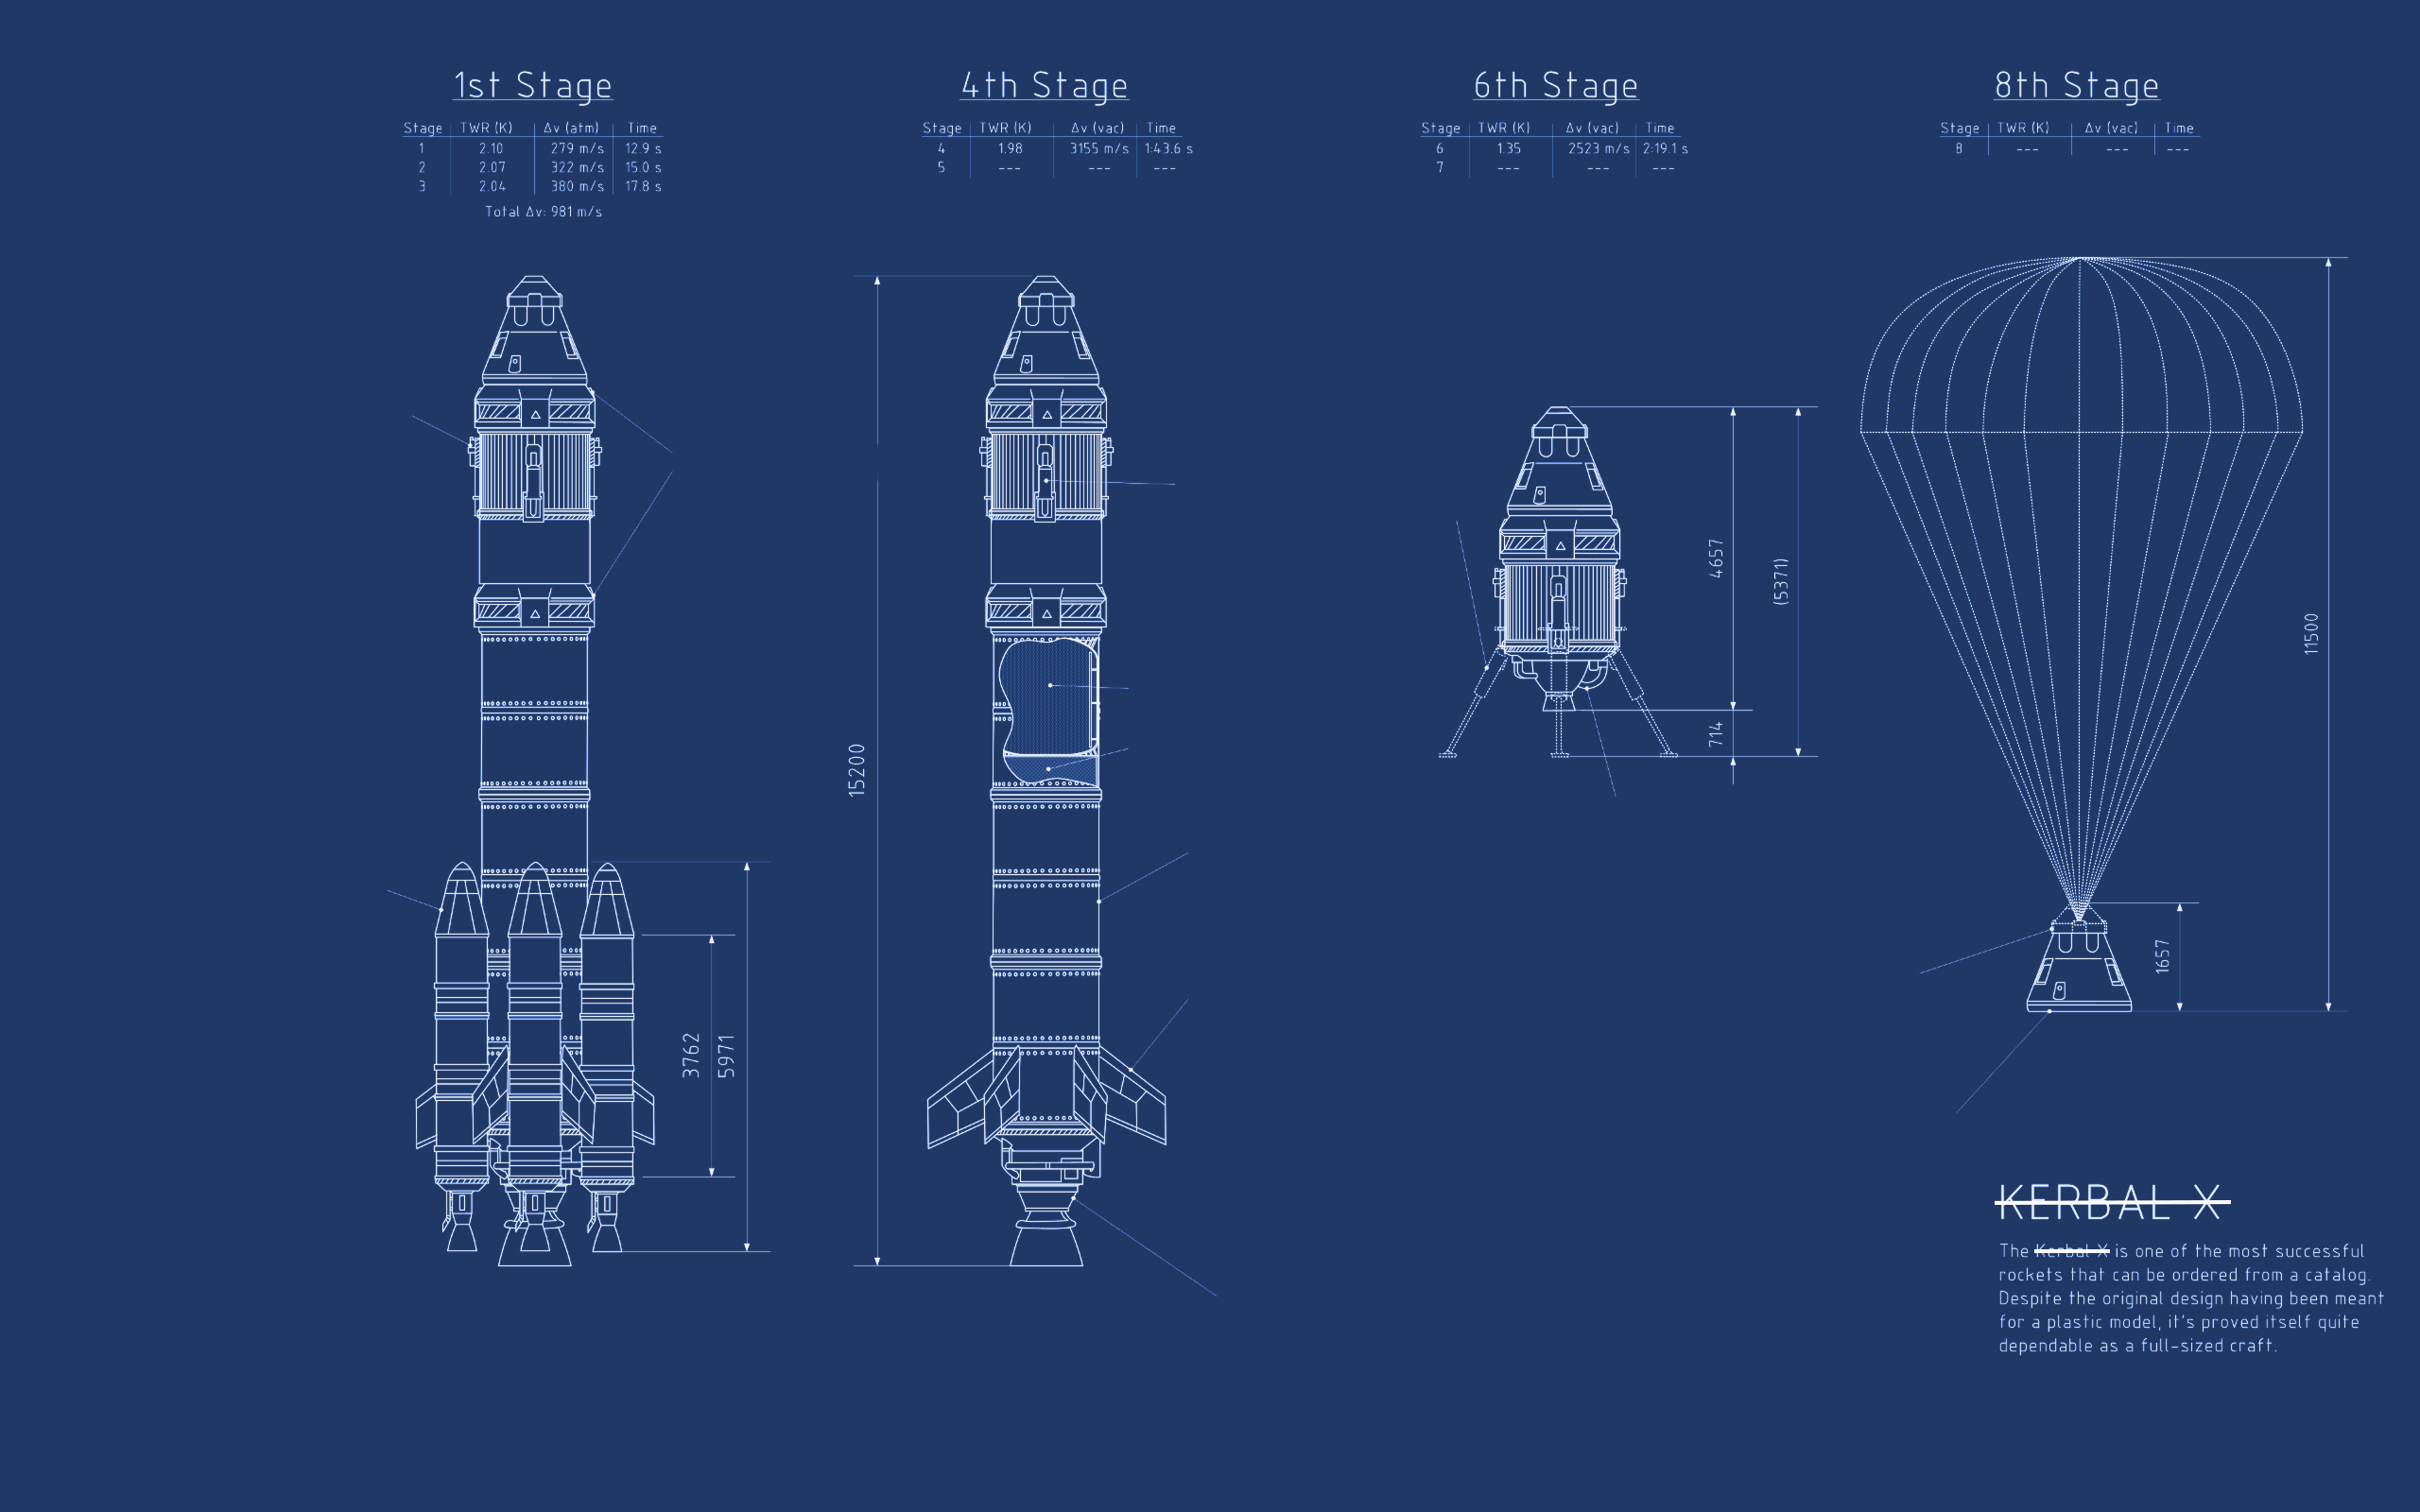 1st Stage
Stage TWR (K) Δv (atm) Time
1 2.10 279 m/s 12.9 s
2 2.07 322 m/s 15.0 s
3 2.04 380 m/s 17.8 s
Total Δv: 981 m/s
4th Stage
Stage TWR (K) Δv (vac) Time
4 1.98 3155 m/s 1:43.6 s
5 --- --- ---
6th Stage
Stage TWR (K) Δv (vac) Time
6 1.35 2523 m/s 2:19.1 s
7 --- --- ---
8th Stage
Stage TWR (K) Δv (vac) Time
8 --- --- ---
3762
5971
15200
4657
714
(5371)
1657
11500
KERBAL X
The Kerbal X is one of the most successful
rockets that can be ordered from a catalog.
Despite the original design having been meant
for a plastic model, it's proved itself quite
dependable as a full-sized craft.